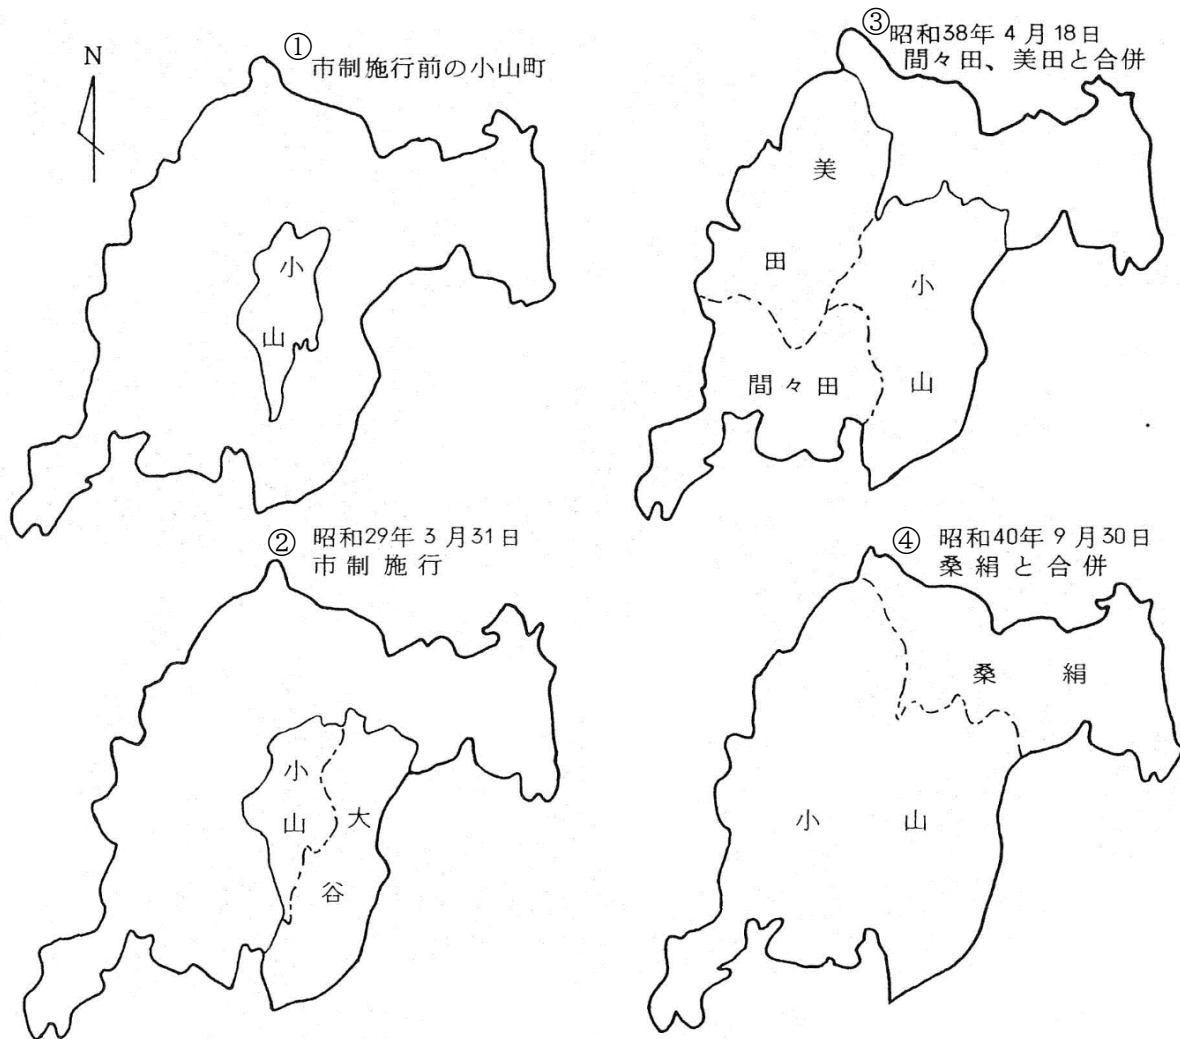 N
①
市制施行前の小山町
小
山
②
昭和29年3月31日
市制施行
小
山
大
谷
③
昭和38年4月18日
間々田、美田と合併
美
田
小
山
間々田
④
昭和40年9月30日
桑絹と合併
桑 絹
小 山